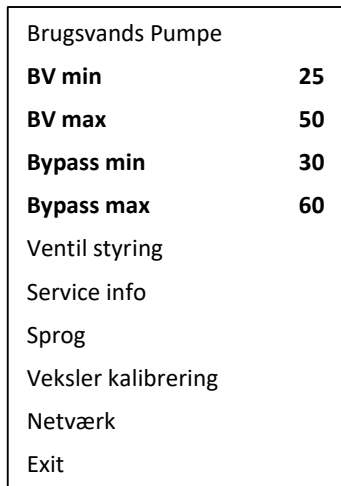 Brugsvands Pumpe
BV min 25
BV max 50
Bypass min 30
Bypass max 60
Ventil styring
Service info
Sprog
Veksler kalibrering
Netværk
Exit